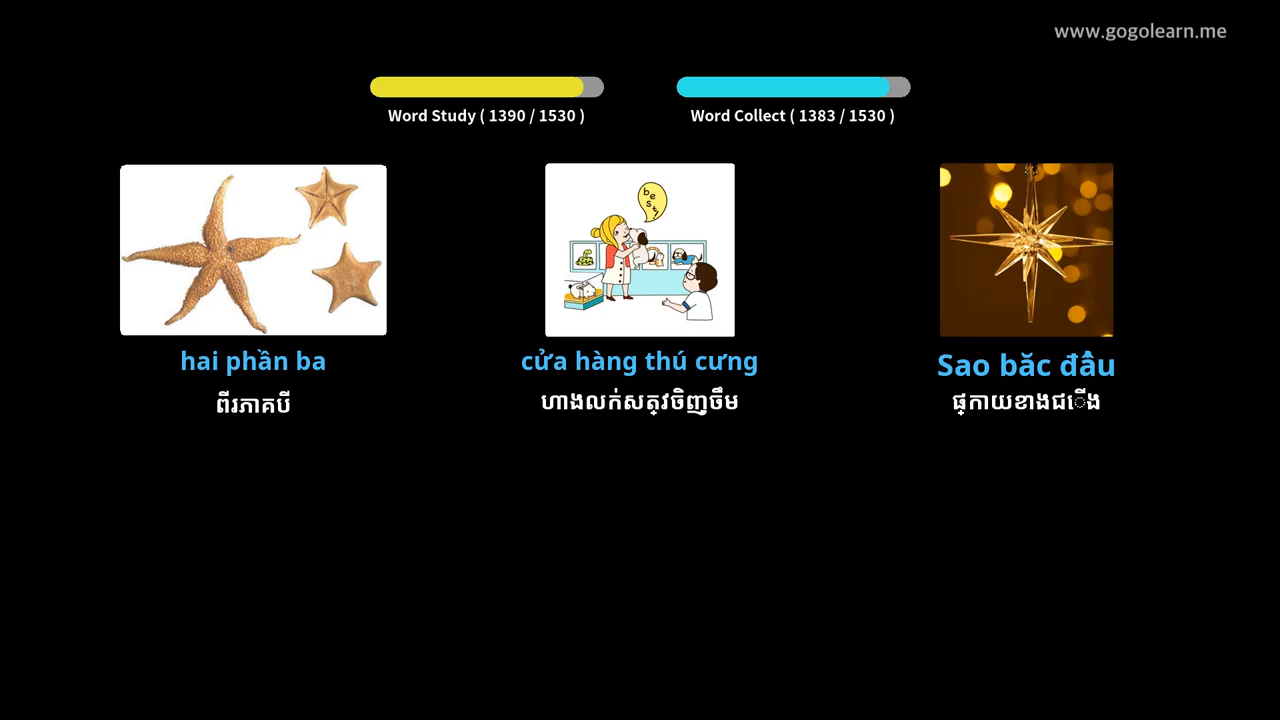 www.gogolearn.me
Word Study ( 1390 / 1530 )
Word Collect ( 1383 / 1530 )
best
hai phần ba
cửa hàng thú cưng
Sao bắc đẩu
ពីរភាគបី
ហាងលក់សត្វចិញ្ចឹម
ផ្កាយខាងជើង